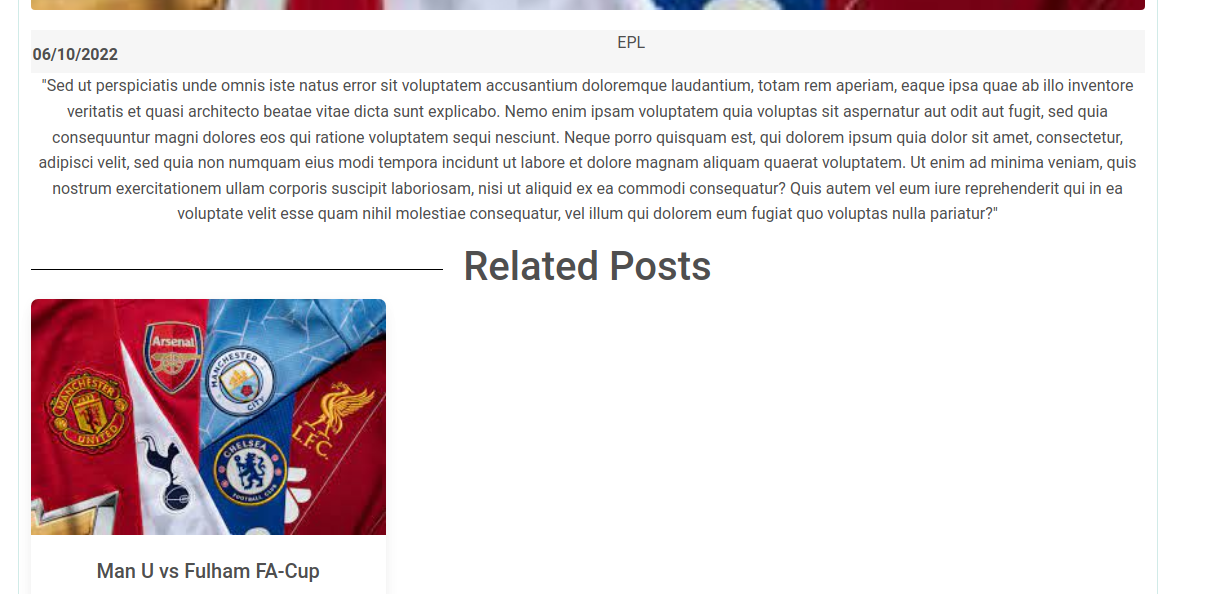 EPL
06/10/2022
"Sed ut perspiciatis unde omnis iste natus error sit voluptatem accusantium doloremque laudantium, totam rem aperiam, eaque ipsa quae ab illo inventore
veritatis et quasi architecto beatae vitae dicta sunt explicabo. Nemo enim ipsam voluptatem quia voluptas sit aspernatur aut odit aut fugit, sed quia
consequuntur magni dolores eos qui ratione voluptatem sequi nesciunt. Neque porro quisquam est, qui dolorem ipsum quia dolor sit amet, consectetur,
adipisci velit, sed quia non numquam eius modi tempora incidunt ut labore et dolore magnam aliquam quaerat voluptatem. Ut enim ad minima veniam, quis
nostrum exercitationem ullam corporis suscipit laboriosam, nisi ut aliquid ex ea commodi consequatur? Quis autem vel eum iure reprehenderit qui in ea
voluptate velit esse quam nihil molestiae consequatur, vel illum qui dolorem eum fugiat quo voluptas nulla pariatur?"
Related Posts
Arsenal
MANCHESTER
CITY
MANCHESTER
UNITED
L.F.C.
CHELSEA
FOOTBALL CLUB
Man U vs Fulham FA-Cup